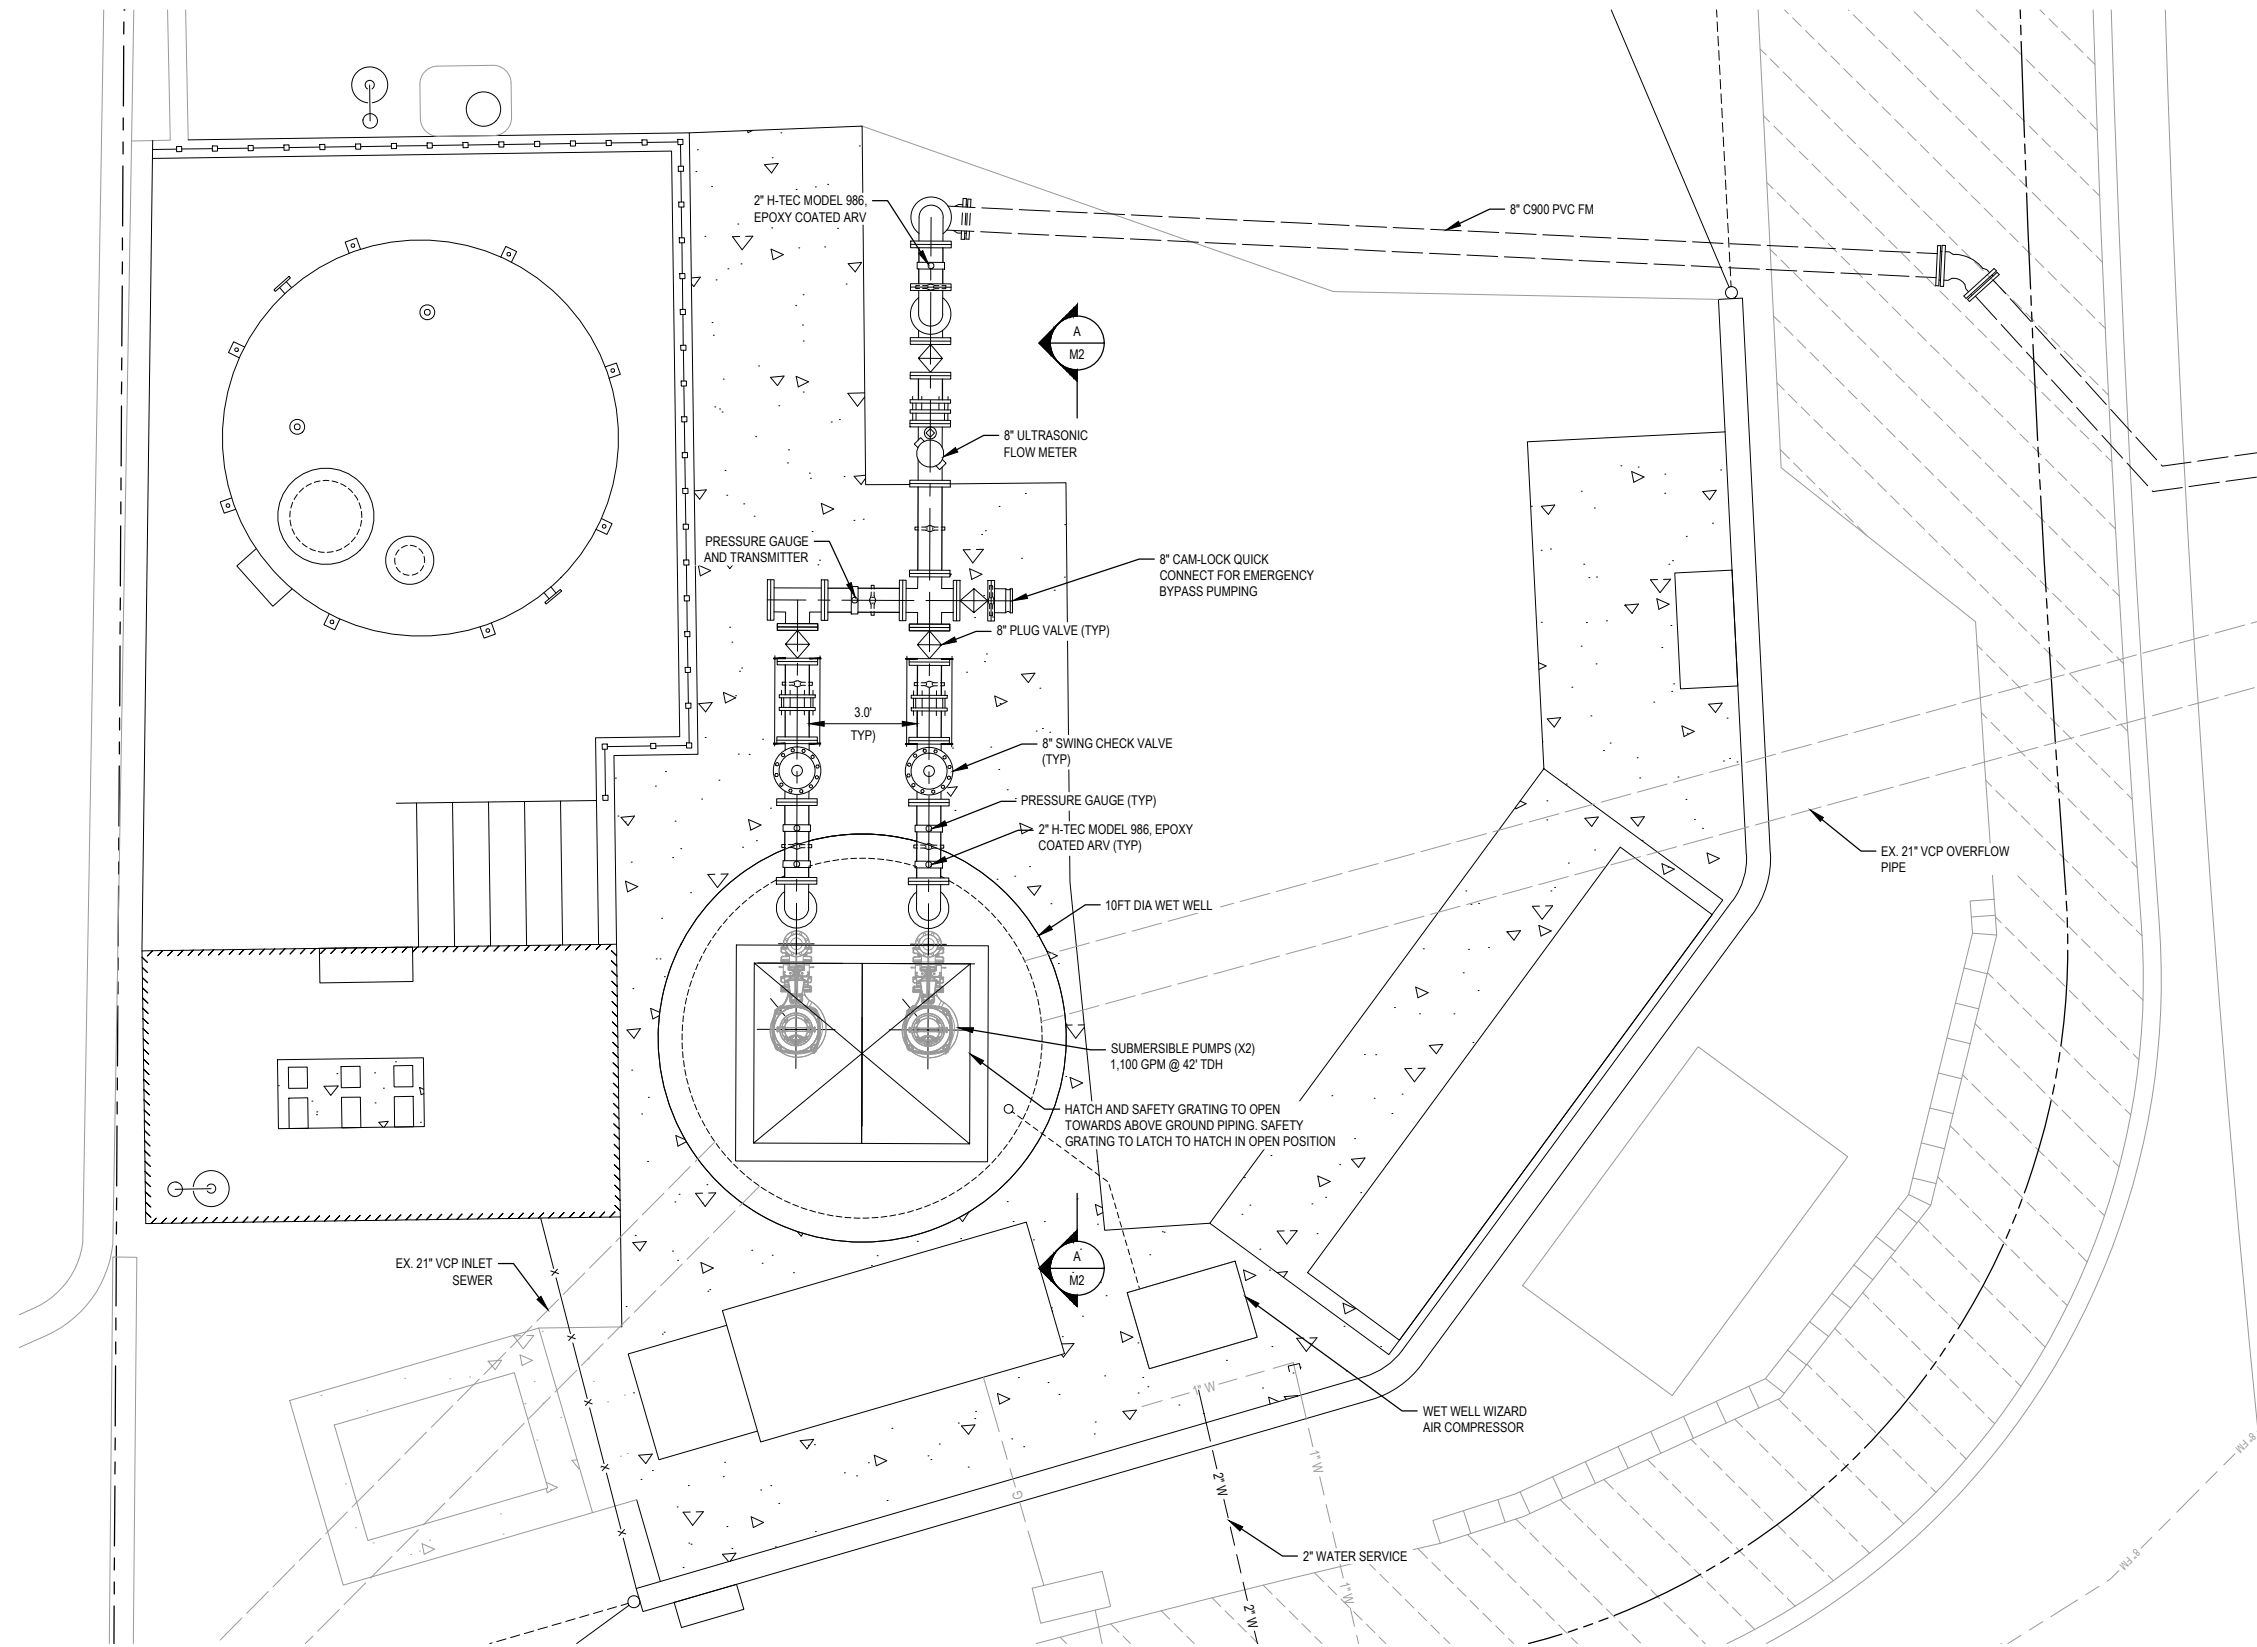 2" H-TEC MODEL 986,
EPOXY COATED ARV
8" C900 PVC FM
A
M2
8" ULTRASONIC
FLOW METER
PRESSURE GAUGE
AND TRANSMITTER
8" CAM-LOCK QUICK
CONNECT FOR EMERGENCY
BYPASS PUMPING
8" PLUG VALVE (TYP)
3.0'
TYP)
8" SWING CHECK VALVE
(TYP)
PRESSURE GAUGE (TYP)
2" H-TEC MODEL 986, EPOXY
COATED ARV (TYP)
EX. 21" VCP OVERFLOW
PIPE
10FT DIA WET WELL
SUBMERSIBLE PUMPS (X2)
1,100 GPM @ 42' TDH
HATCH AND SAFETY GRATING TO OPEN
TOWARDS ABOVE GROUND PIPING. SAFETY
GRATING TO LATCH TO HATCH IN OPEN POSITION
EX. 21" VCP INLET
SEWER
A
M2
1" W
WET WELL WIZARD
AIR COMPRESSOR
8" FM
1" W
2" W
G
2" WATER SERVICE
8" FM
1" W
2" W